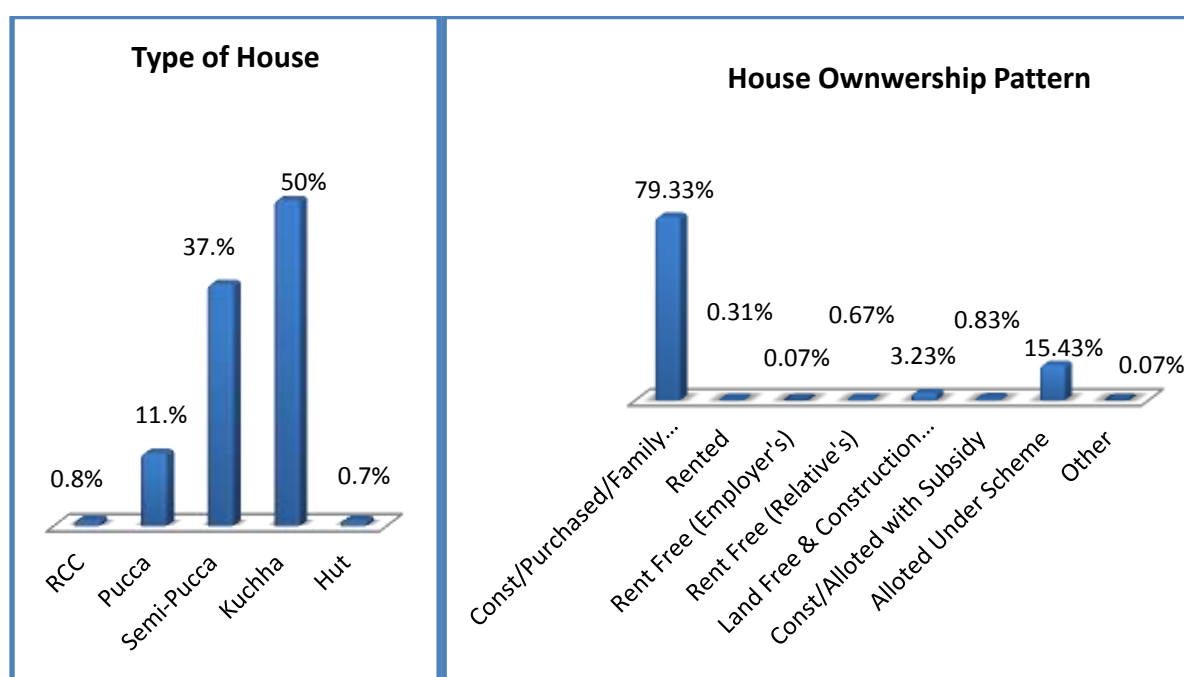 Type of House
50%
37.%
11.%
0.8%
0.7%
RCC
Pucca
Semi-Pucca
Kuchha
Hut
House Ownwership Pattern
79.33%
0.31%
0.07%
0.67%
3.23%
0.83%
15.43%
0.07%
Const/Purchased/Family...
Rented
Rent Free (Employer's)
Rent Free (Relative's)
Land Free & Construction...
Const/Alloted with Subsidy
Alloted Under Scheme
Other